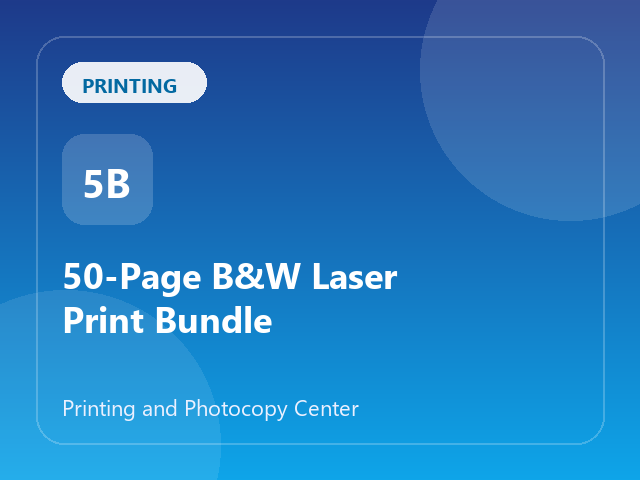 PRINTING
5B
50-Page B&W Laser
Print Bundle
Printing and Photocopy Center